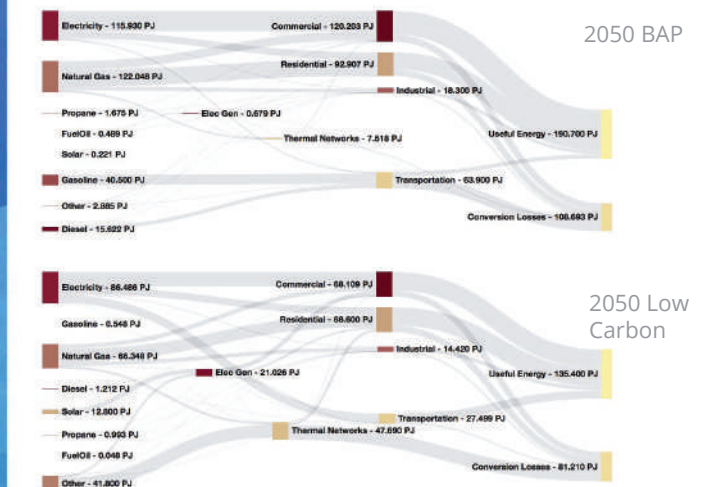 2050 BAP
Electricity - 115.930 PJ
Commercial - 120.203 PJ
Residential - 92.907 PJ
Natural Gas - 122.048 PJ
Industrial - 18.300 PJ
Propane - 1.675 PJ
Elec Gen - 0.679 PJ
FuelOil - 0.489 PJ
Thermal Networks - 7.518 PJ
Useful Energy - 190.700 PJ
Solar - 0.221 PJ
Gasoline - 40.500 PJ
Transportation - 63.900 PJ
Other - 2.885 PJ
Conversion Losses - 108.693 PJ
Diesel - 15.622 PJ
2050 Low
Carbon
Electricity - 86.486 PJ
Commercial - 68.109 PJ
Gasoline - 0.548 PJ
Residential - 68.600 PJ
Natural Gas - 66.348 PJ
Industrial - 14.420 PJ
Elec Gen - 21.026 PJ
Useful Energy - 135.400 PJ
Diesel - 1.212 PJ
Solar - 12.800 PJ
Transportation - 27.499 PJ
Propane - 0.993 PJ
Thermal Networks - 47.690 PJ
FuelOil - 0.048 PJ
Conversion Losses - 81.210 PJ
Other - 41.800 PJ